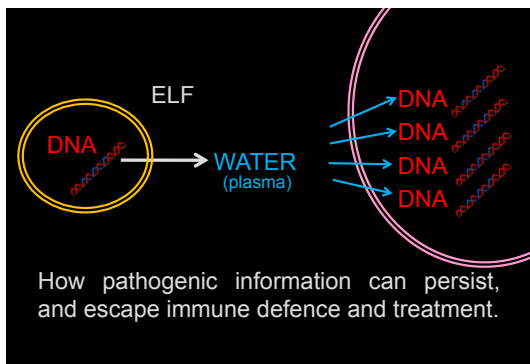 ELF
DNA
WATER
(plasma)
DNA
DNA
DNA
DNA
How pathogenic information can persist,
and escape immune defence and treatment.